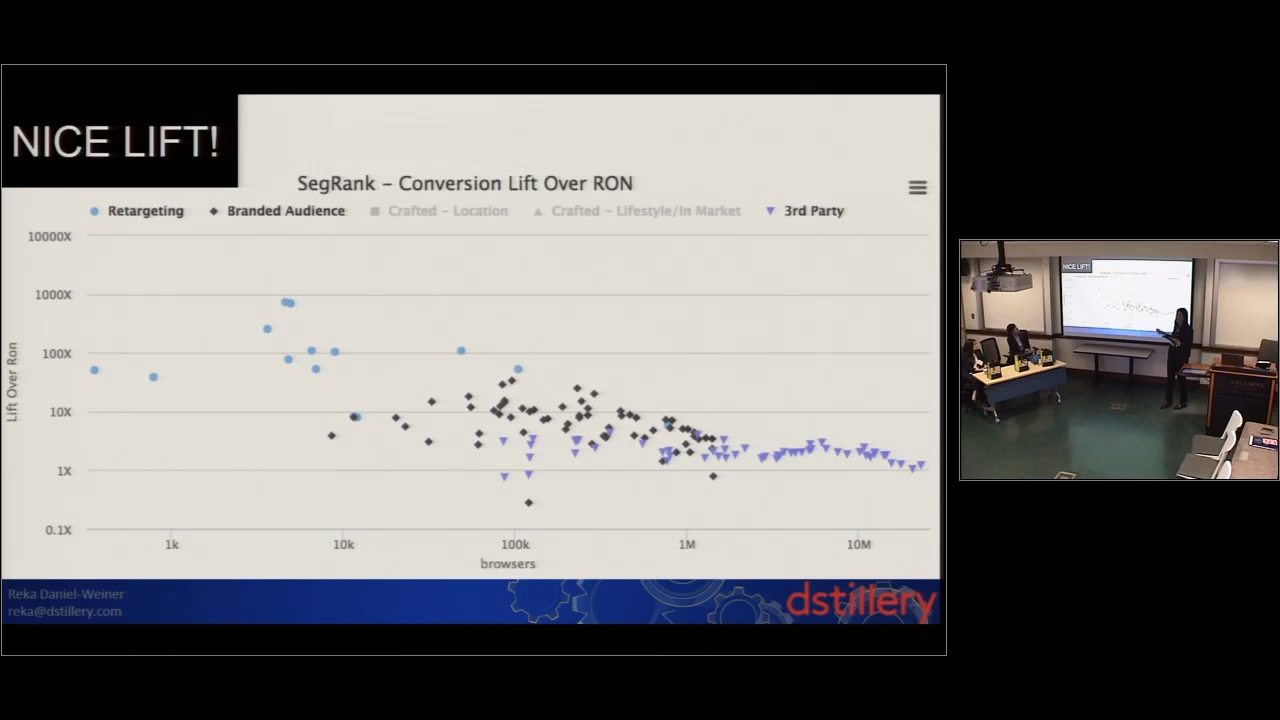 NICE LIFT!
SegRank – Conversion Lift Over RON
Retargeting Branded Audience Crafted – Location Crafted – Lifestyle/In Market 3rd Party
10000X
1000X
100X
10X
1X
0.1X
Lift Over Ron
1k 10k 100k 1M 10M
browsers
Reka Daniel-Weiner
reka@dstillery.com
dstillery
NICE LIFT!